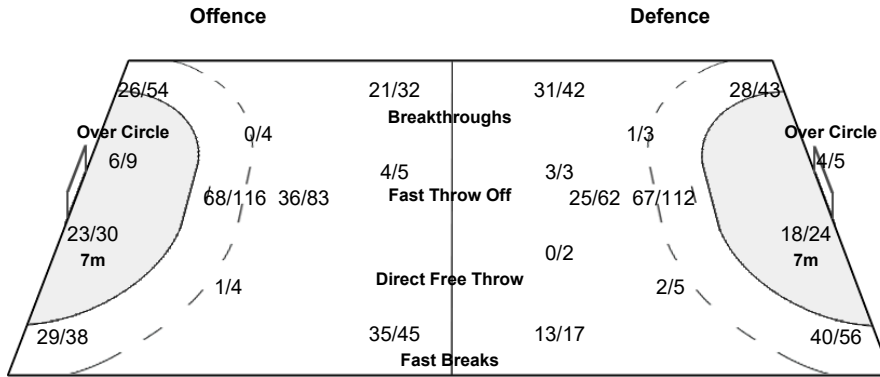 Offence Defence
26/54 21/32 31/42 28/43
Breakthroughs
Over Circle 0/4 1/3 Over Circle
6/9 4/5 3/3 4/5
68/116 36/83 Fast Throw Off 25/62 67/112
23/30 18/24
7m 0/2 7m
Direct Free Throw
1/4 2/5
29/38 35/45 13/17 40/56
Fast Breaks